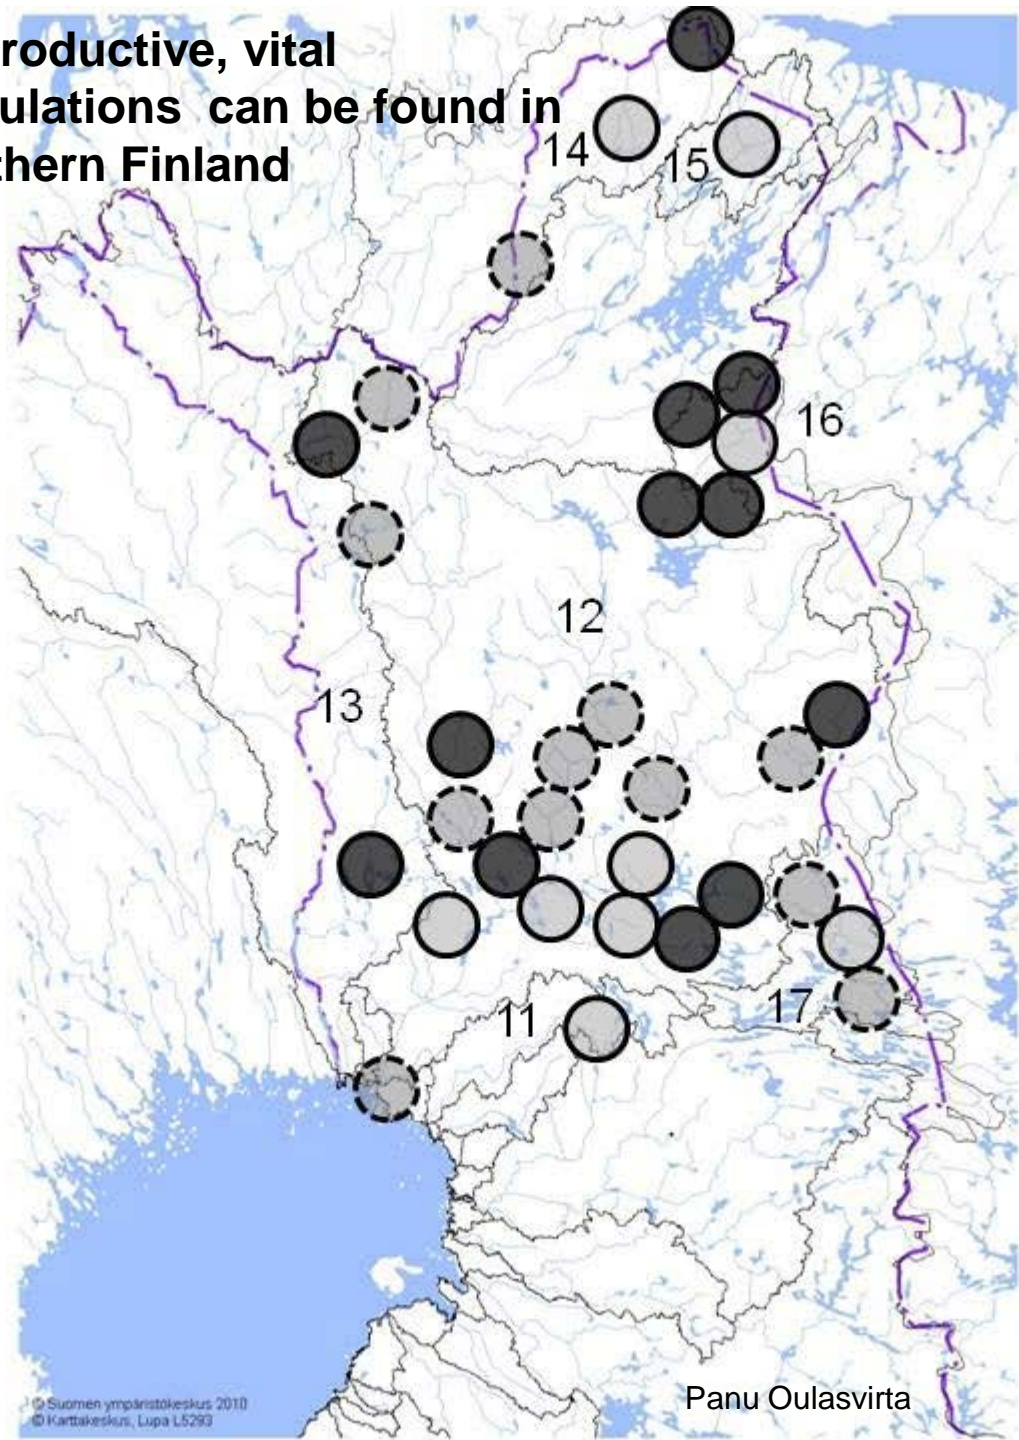 roductive, vital
ulations can be found in
thern Finland
14
15
16
12
13
11
17
Panu Oulasvirta
© Suomen ympäristökeskus 2010
© Karttakeskus, Lupa L5293